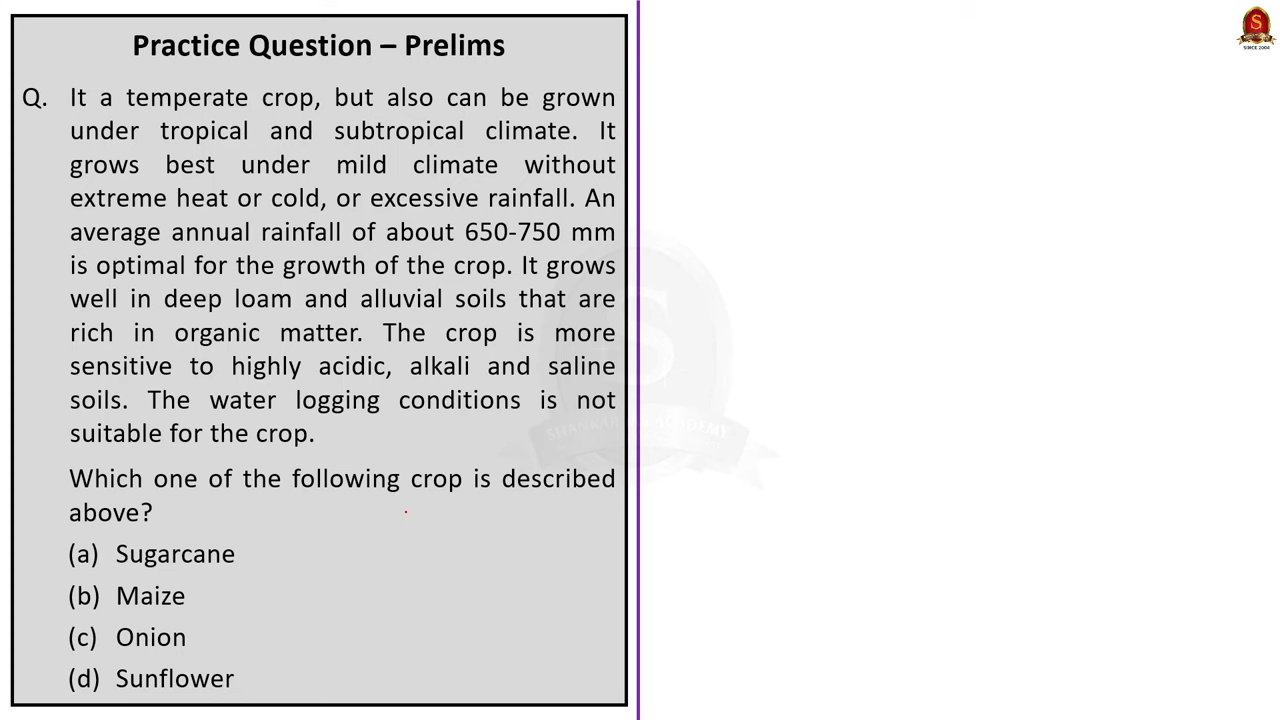 Practice Question – Prelims
Q. It a temperate crop, but also can be grown
under tropical and subtropical climate. It
grows best under mild climate without
extreme heat or cold, or excessive rainfall. An
average annual rainfall of about 650-750 mm
is optimal for the growth of the crop. It grows
well in deep loam and alluvial soils that are
rich in organic matter. The crop is more
sensitive to highly acidic, alkali and saline
soils. The water logging conditions is not
suitable for the crop.
Which one of the following crop is described
above?
(a) Sugarcane
(b) Maize
(c) Onion
(d) Sunflower
S
SINCE 2004
S
ACADEMY